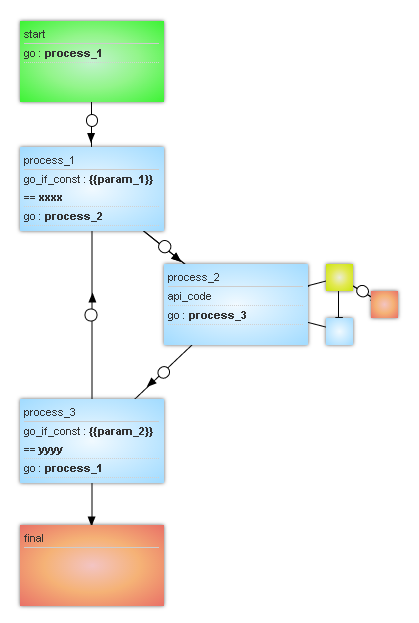 start
go : process_1
process_1
go_if_const : {{param_1}}
== xxxx
go : process_2
process_2
api_code
go : process_3
process_3
go_if_const : {{param_2}}
== yyyy
go : process_1
final